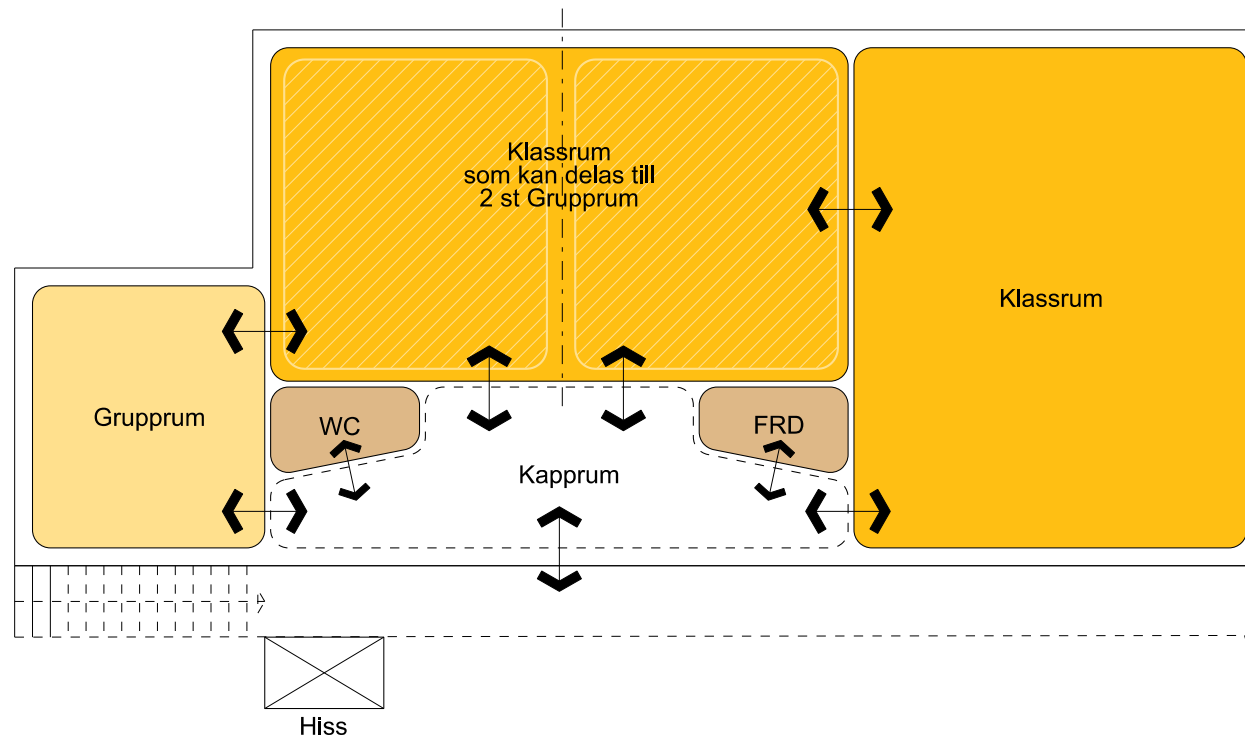 Klassrum
som kan delas till
2 st Grupprum
Klassrum
Grupprum
WC
FRD
Kapprum
Hiss